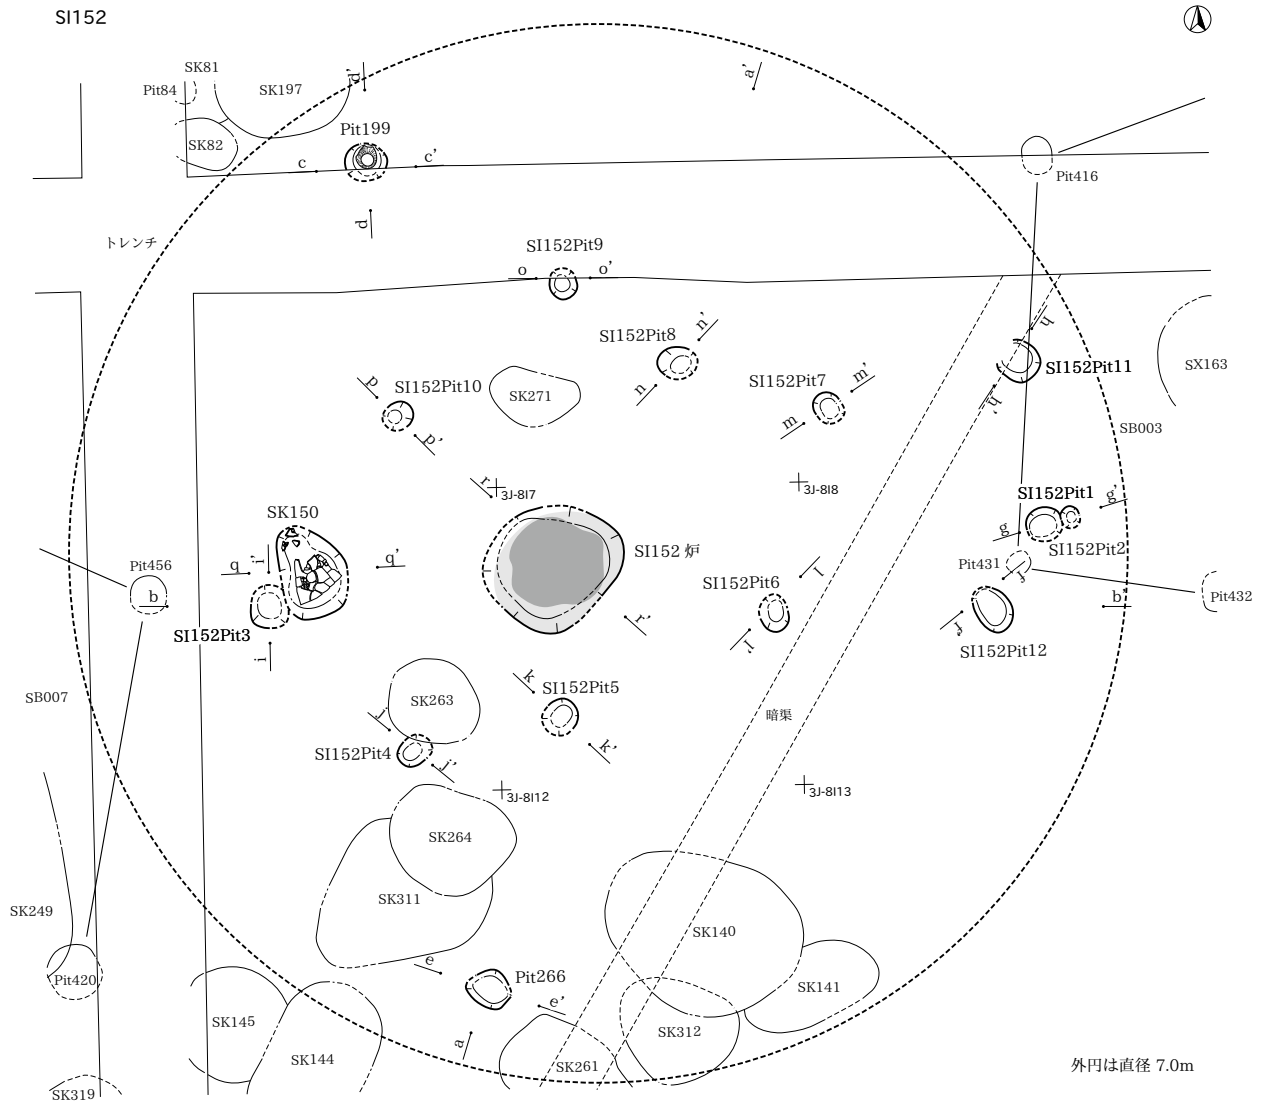 SI152
SK81
Pit84
SK197
d'
a'
SK82
Pit199
c
c'
Pit416
d
トレンチ
SI152Pit9
o
o'
SI152Pit8
n'
n
h
SI152Pit11
SX163
SI152Pit10
p
p'
SK271
SI152Pit7
m'
m
h'
SB003
r
3J-8I7
3J-8I8
SI152Pit1
g'
g
SI152Pit2
SK150
SI152 炉
i'
q
q'
Pit456
b
SI152Pit3
i
r'
SI152Pit6
l
l'
Pit431
f
f'
b'
Pit432
SI152Pit12
SB007
SK263
k
SI152Pit5
k'
j
SI152Pit4
j'
暗渠
3J-8I12
3J-8I13
SK264
SK311
SK249
SK140
e
Pit266
e'
Pit420
SK141
SK145
SK144
a
SK312
SK261
SK319
外円は直径 7.0m